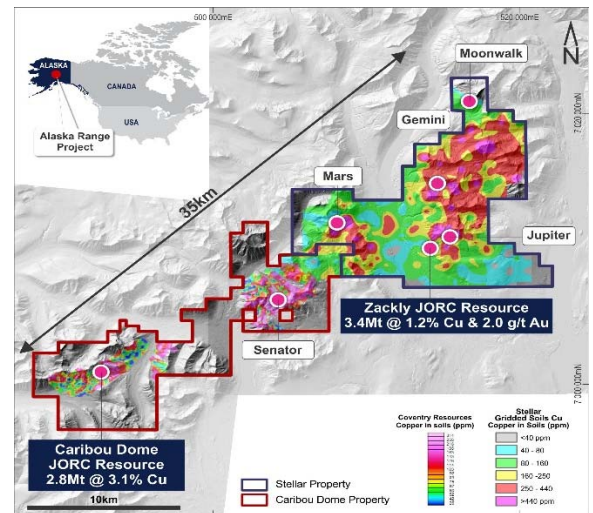 500 000mE
520 000mE
ALASKA
CANADA
USA
Alaska Range
Project
N
7 020 000mN
7 000 000mN
35km
Moonwalk
Gemini
Mars
Jupiter
Senator
Zackly JORC Resource
3.4Mt @ 1.2% Cu & 2.0 g/t Au
Caribou Dome
JORC Resource
2.8Mt @ 3.1% Cu
10km
Stellar Property
Caribou Dome Property
Coventry Resources
Copper in soils (ppm)
Stellar
Gridded Soils Cu
Copper in Soils (ppm)
<40 ppm
40 - 80
80 - 160
160 -250
250 - 440
>440 ppm